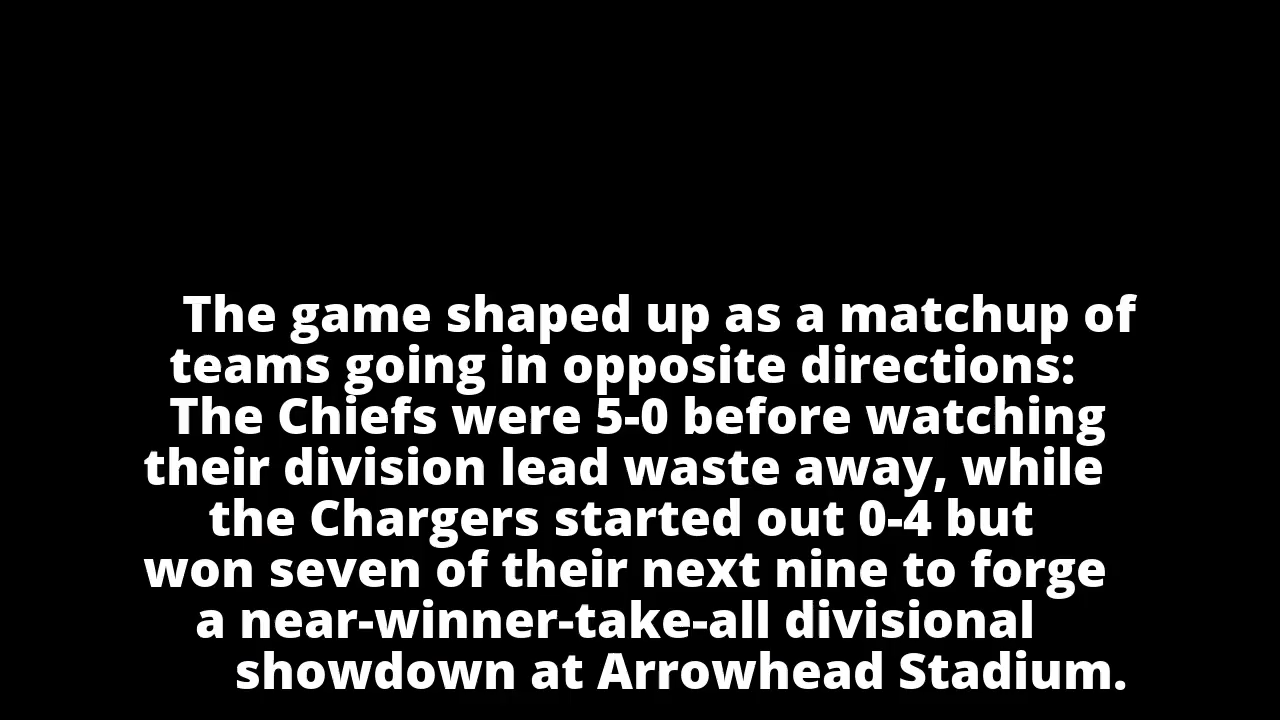 The game shaped up as a matchup of
teams going in opposite directions:
The Chiefs were 5-0 before watching
their division lead waste away, while
the Chargers started out 0-4 but
won seven of their next nine to forge
a near-winner-take-all divisional
showdown at Arrowhead Stadium.